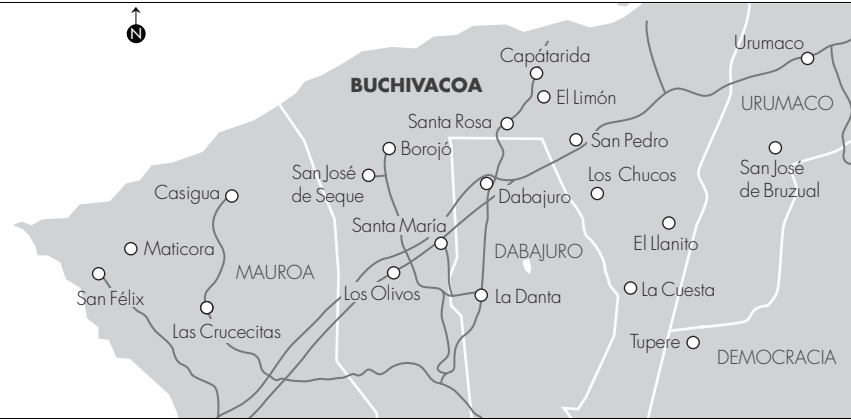 N
Capatárida
Urumaco
BUCHIVACOA
El Limón
URUMACO
Santa Rosa
San Pedro
Borojó
San José
de Bruzual
San José
de Seque
Los Chucos
Casigua
Dabajuro
Santa María
El Llanito
Maticora
DABAJURO
MAUROA
San Félix
Los Olivos
La Danta
La Cuesta
Las Crucecitas
Tupere
DEMOCRACIA